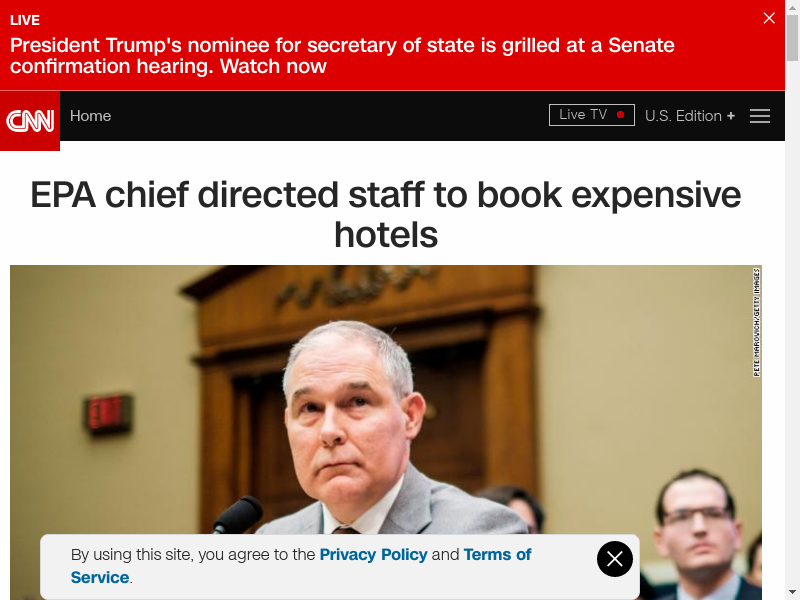 LIVE
President Trump's nominee for secretary of state is grilled at a Senate
confirmation hearing. Watch now
CNN
Home
Live TV
U.S. Edition +
EPA chief directed staff to book expensive
hotels
PETE MAROVICH/GETTY IMAGES
EXIT
By using this site, you agree to the Privacy Policy and Terms of
Service.